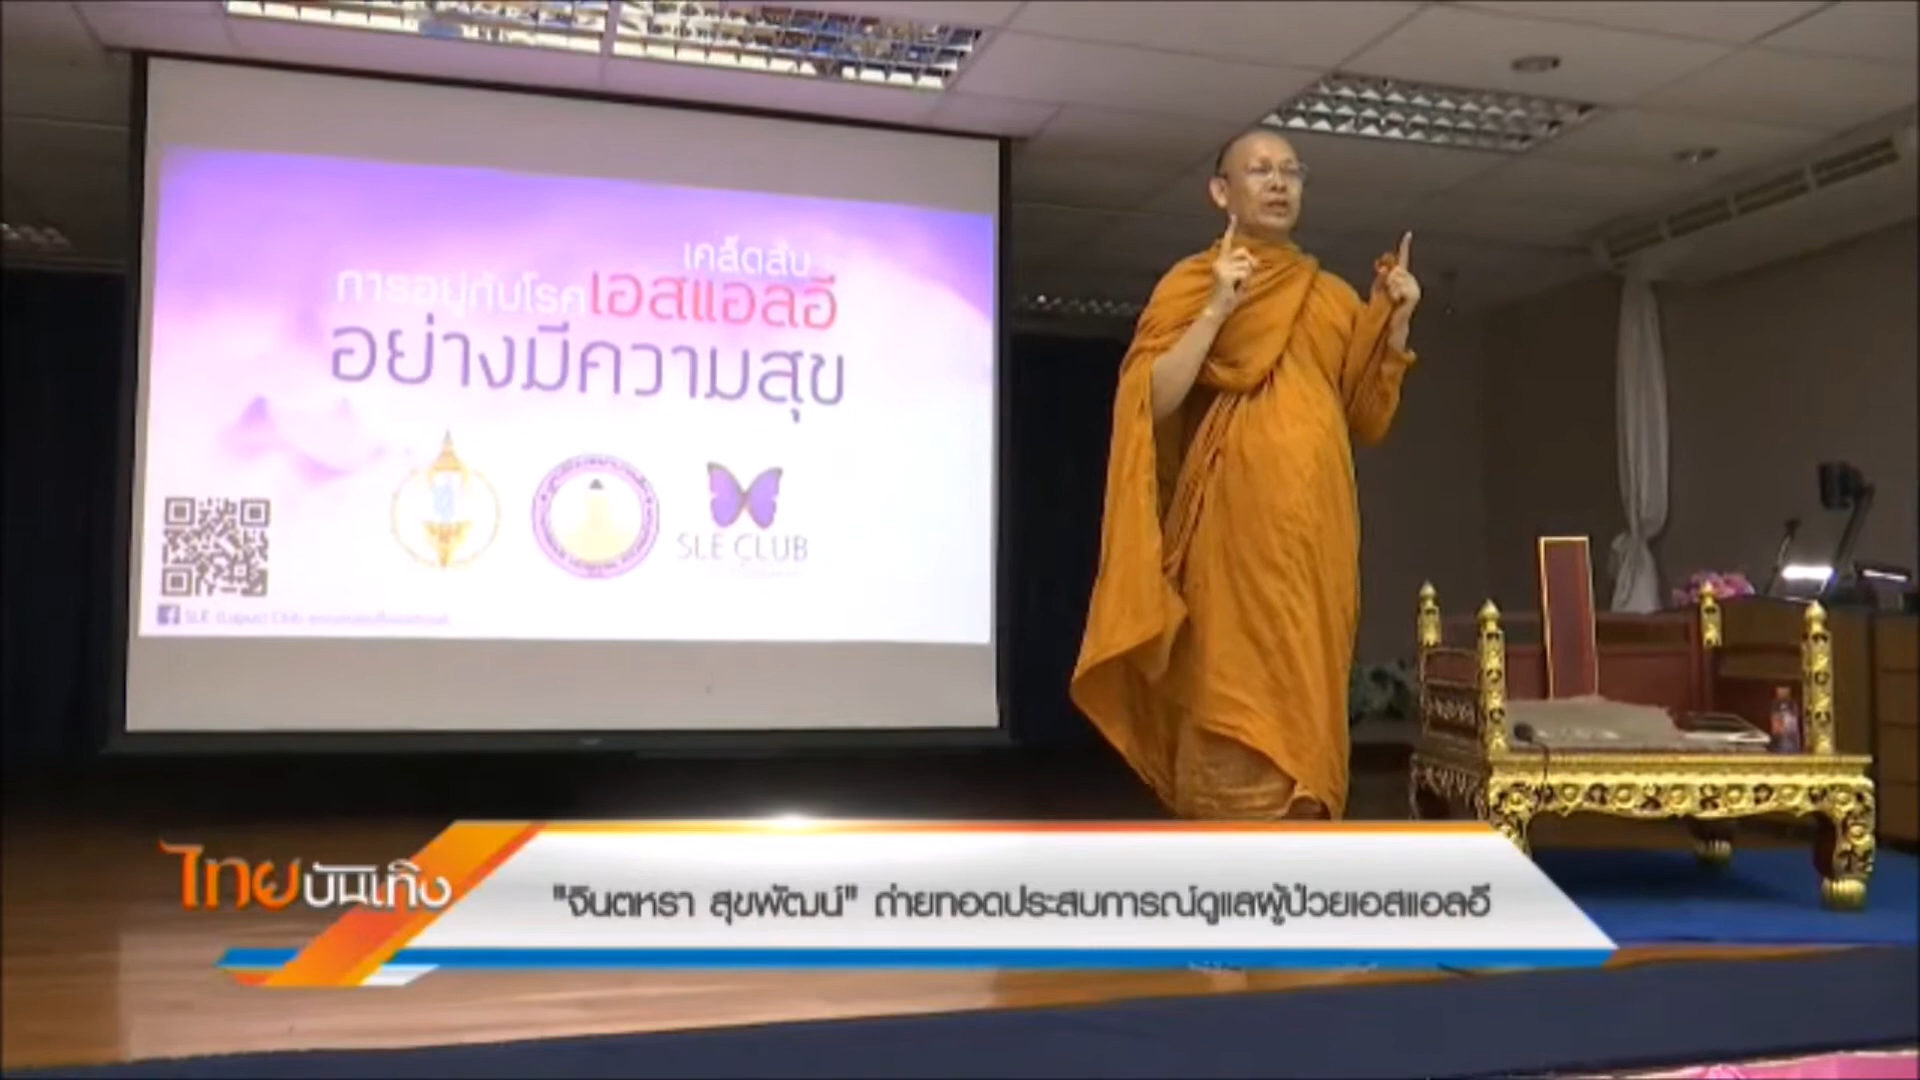 เคล็ดลับ
การอยู่กับโรคเอสแอลอี
อย่างมีความสุข
SLE CLUB
SLE (Lupus) Club
ไทยบันเทิง
"จินตหรา สุขพัฒน์" ถ่ายทอดประสบการณ์ดูแลผู้ป่วยเอสแอลอี